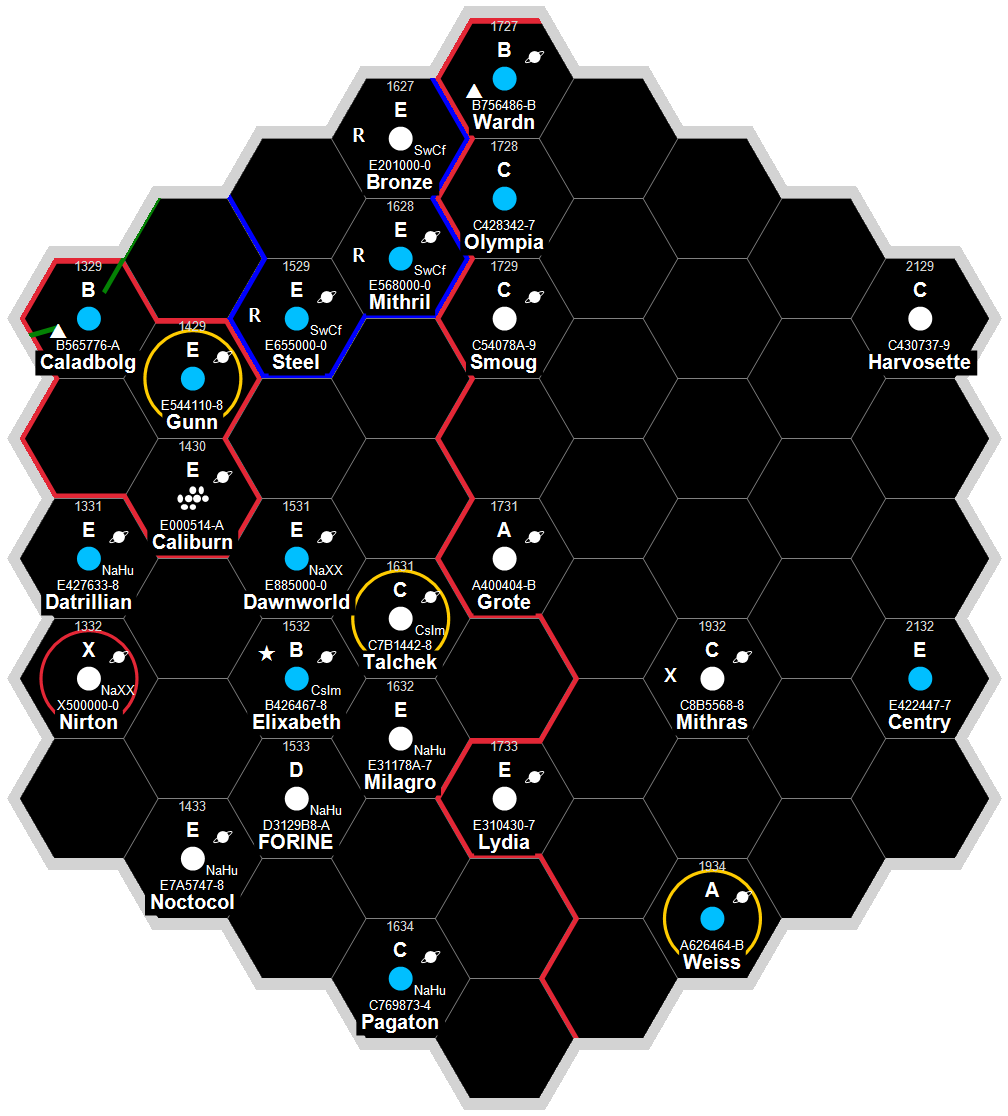 1727
B
B756486-B
Wardn
1627
E
R
SwCf
E201000-0
Bronze
1728
C
C428342-7
Olympia
1628
E
R
SwCf
E568000-0
Mithril
1329
B
B565776-A
Caladbolg
1529
E
R
SwCf
E655000-0
Steel
1729
C
C54078A-9
Smoug
2129
C
C430737-9
Harvosette
1429
E
E544110-8
Gunn
1430
E
E000514-A
Caliburn
1331
E
NaHu
E427633-8
Datrillian
1531
E
NaXX
E885000-0
Dawnworld
1731
A
A400404-B
Grote
1631
C
CsIm
C7B1442-8
Talchek
1332
X
NaXX
X500000-0
Nirton
1532
B
CsIm
B426467-8
Elixabeth
1932
C
X
C8B5568-8
Mithras
2132
E
E422447-7
Centry
1632
E
NaHu
E31178A-7
Milagro
1533
D
NaHu
D3129B8-A
FORINE
1733
E
E310430-7
Lydia
1433
E
NaHu
E7A5747-8
Noctocol
1934
A
A626464-B
Weiss
1634
C
NaHu
C769873-4
Pagaton